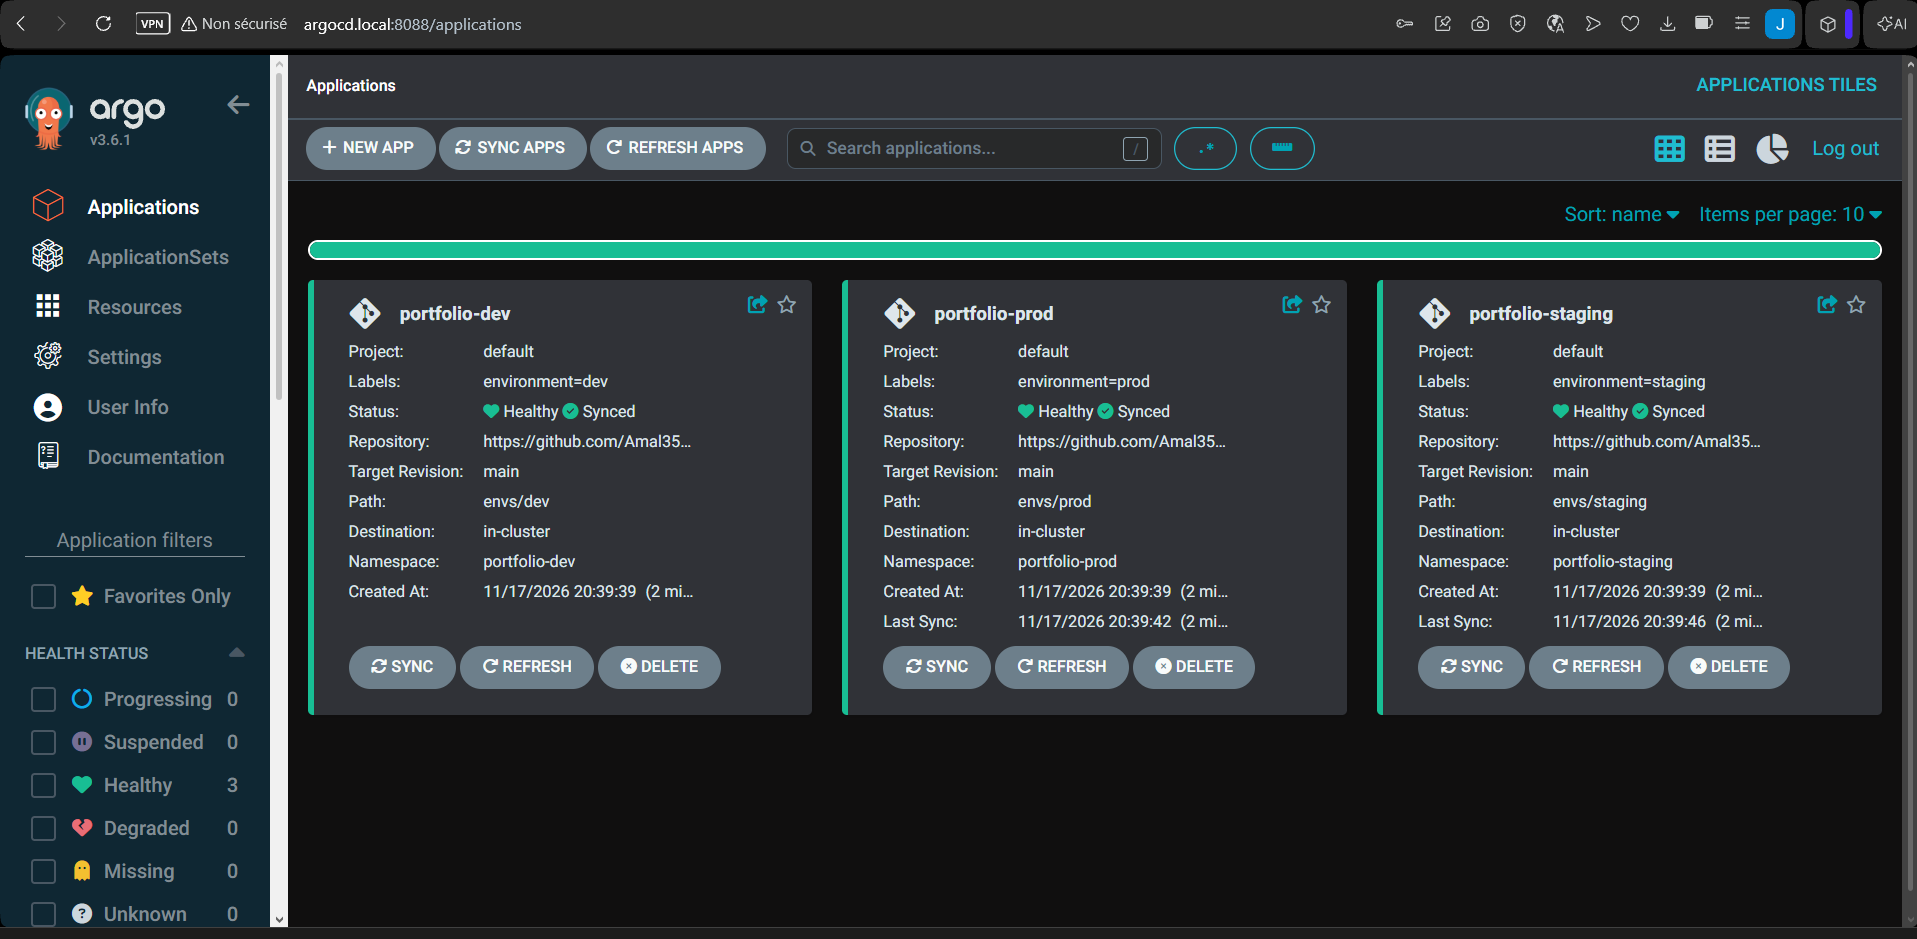 VPN Non sécurisé argocd.local:8088/applications J AI
argo
v3.6.1
Applications
ApplicationSets
Resources
Settings
User Info
Documentation
Application filters
Favorites Only
HEALTH STATUS
Progressing 0
Suspended 0
Healthy 3
Degraded 0
Missing 0
Unknown 0
Applications APPLICATIONS TILES
+ NEW APP SYNC APPS REFRESH APPS Search applications... / .* Log out
Sort: name Items per page: 10
portfolio-dev
Project: default
Labels: environment=dev
Status: Healthy Synced
Repository: https://github.com/Amal35...
Target Revision: main
Path: envs/dev
Destination: in-cluster
Namespace: portfolio-dev
Created At: 11/17/2026 20:39:39 (2 mi...
SYNC REFRESH DELETE
portfolio-prod
Project: default
Labels: environment=prod
Status: Healthy Synced
Repository: https://github.com/Amal35...
Target Revision: main
Path: envs/prod
Destination: in-cluster
Namespace: portfolio-prod
Created At: 11/17/2026 20:39:39 (2 mi...
Last Sync: 11/17/2026 20:39:42 (2 mi...
SYNC REFRESH DELETE
portfolio-staging
Project: default
Labels: environment=staging
Status: Healthy Synced
Repository: https://github.com/Amal35...
Target Revision: main
Path: envs/staging
Destination: in-cluster
Namespace: portfolio-staging
Created At: 11/17/2026 20:39:39 (2 mi...
Last Sync: 11/17/2026 20:39:46 (2 mi...
SYNC REFRESH DELETE